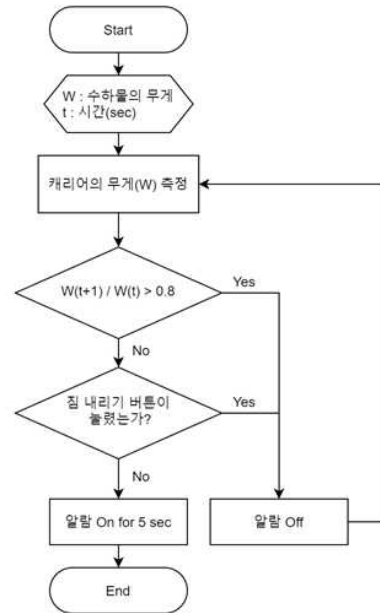 Start
W : 수하물의 무게
t : 시간(sec)
캐리어의 무게(W) 측정
W(t+1) / W(t) > 0.8
Yes
No
짐 내리기 버튼이
눌렸는가?
Yes
No
알람 On for 5 sec
알람 Off
End